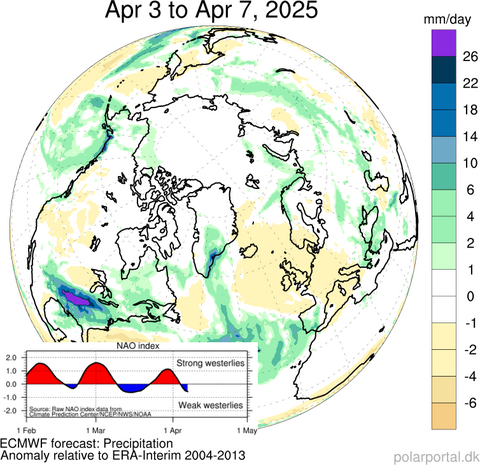 Apr 3 to Apr 7, 2025
mm/day
26
22
18
14
10
6
4
2
1
0
-1
-2
-4
-6
NAO index
2.0
1.0
0.0
-1.0
-2.0
Strong westerlies
Weak westerlies
Source: Raw NAO index data from
Climate Prediction Center/NCEP/NWS/NOAA
1 Feb 1 Mar 1 Apr 1 May
ECMWF forecast: Precipitation
Anomaly relative to ERA-Interim 2004-2013
polarportal.dk